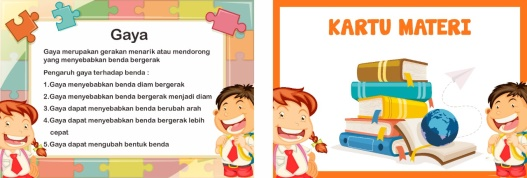 Gaya
Gaya merupakan gerakan menarik atau mendorong
yang menyebabkan benda bergerak
Pengaruh gaya terhadap benda :
1.Gaya menyebabkan benda diam bergerak
2.Gaya menyebabkan benda bergerak menjadi diam
3.Gaya dapat menyebabkan benda berubah arah
4.Gaya dapat menyebabkan benda bergerak lebih
cepat
5.Gaya dapat mengubah bentuk benda
KARTU MATERI